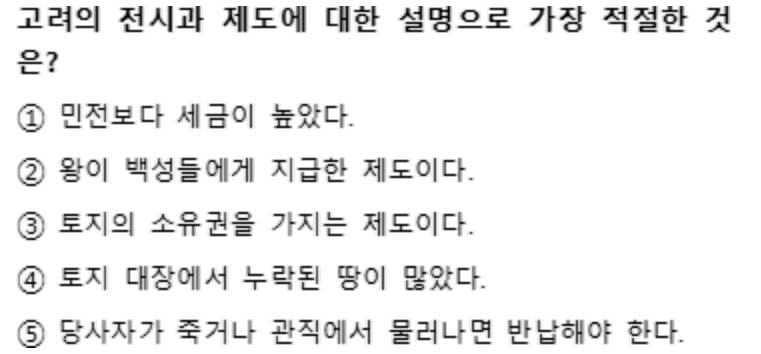 고려의 전시과 제도에 대한 설명으로 가장 적절한 것
은?
① 민전보다 세금이 높았다.
② 왕이 백성들에게 지급한 제도이다.
③ 토지의 소유권을 가지는 제도이다.
④ 토지 대장에서 누락된 땅이 많았다.
⑤ 당사자가 죽거나 관직에서 물러나면 반납해야 한다.